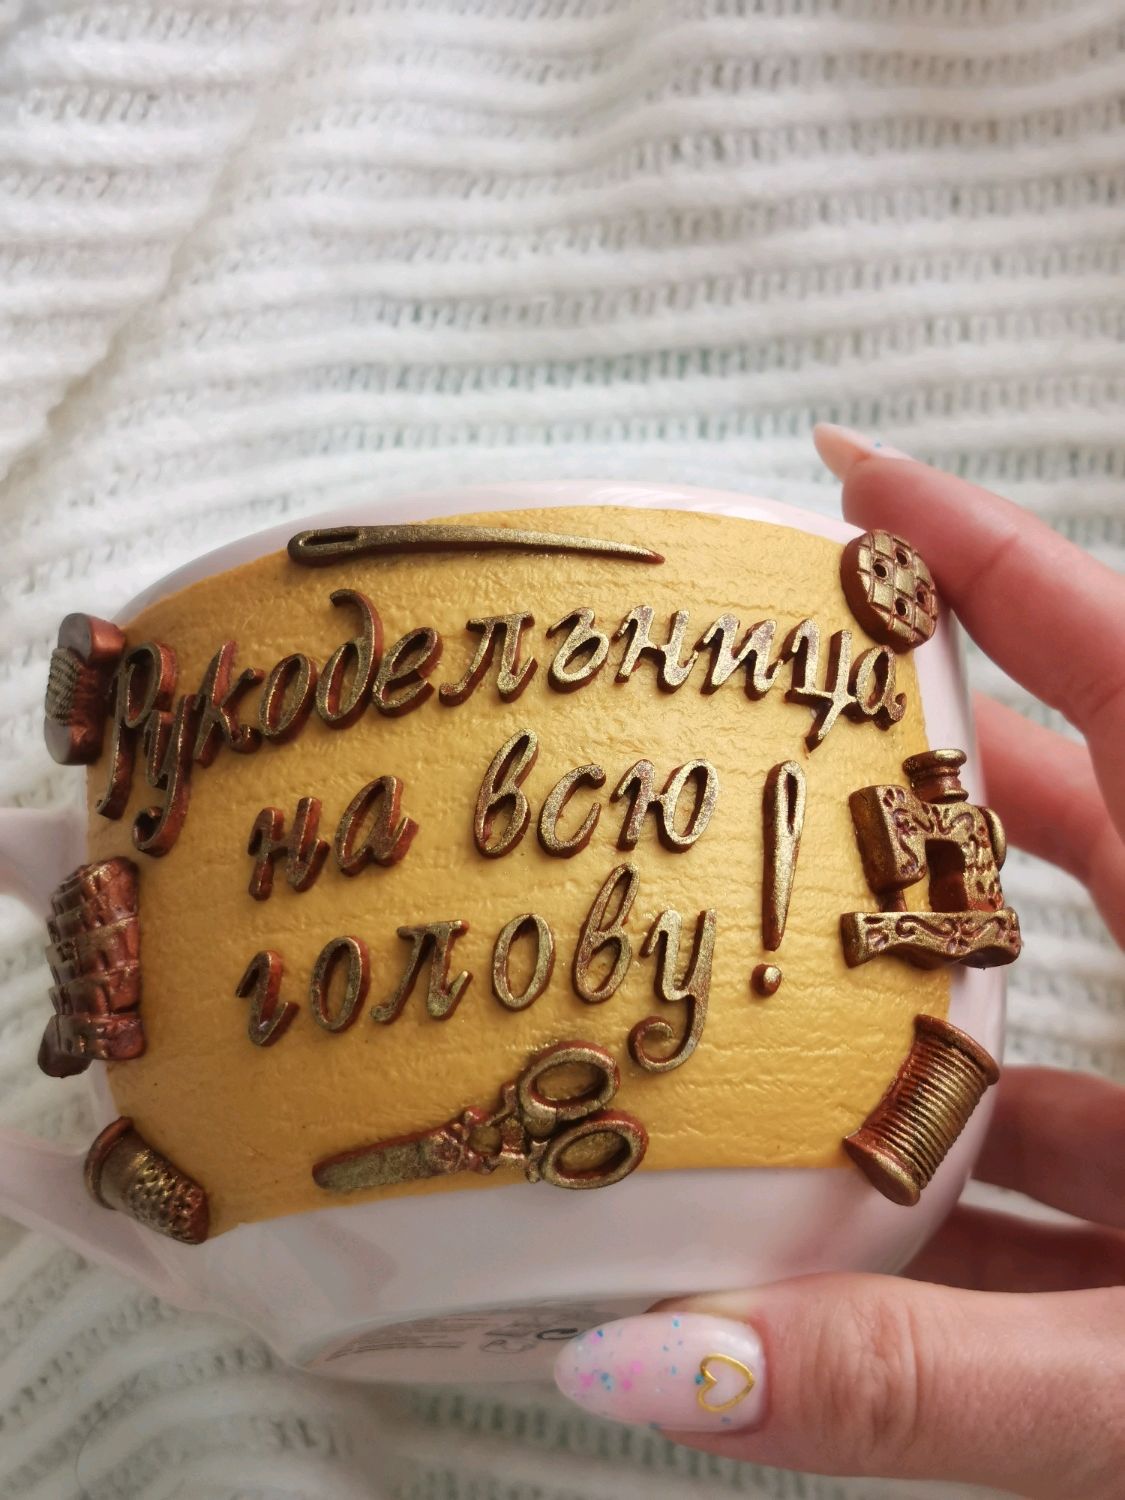 Рукодельница
на всю
голову!